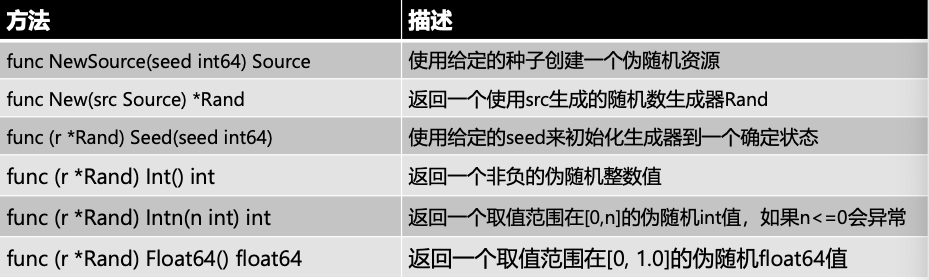 方法 描述
func NewSource(seed int64) Source 使用给定的种子创建一个伪随机资源
func New(src Source) *Rand 返回一个使用src生成的随机数生成器Rand
func (r *Rand) Seed(seed int64) 使用给定的seed来初始化生成器到一个确定状态
func (r *Rand) Int() int 返回一个非负的伪随机整数值
func (r *Rand) Intn(n int) int 返回一个取值范围在[0,n]的伪随机int值，如果n<=0会异常
func (r *Rand) Float64() float64 返回一个取值范围在[0, 1.0]的伪随机float64值